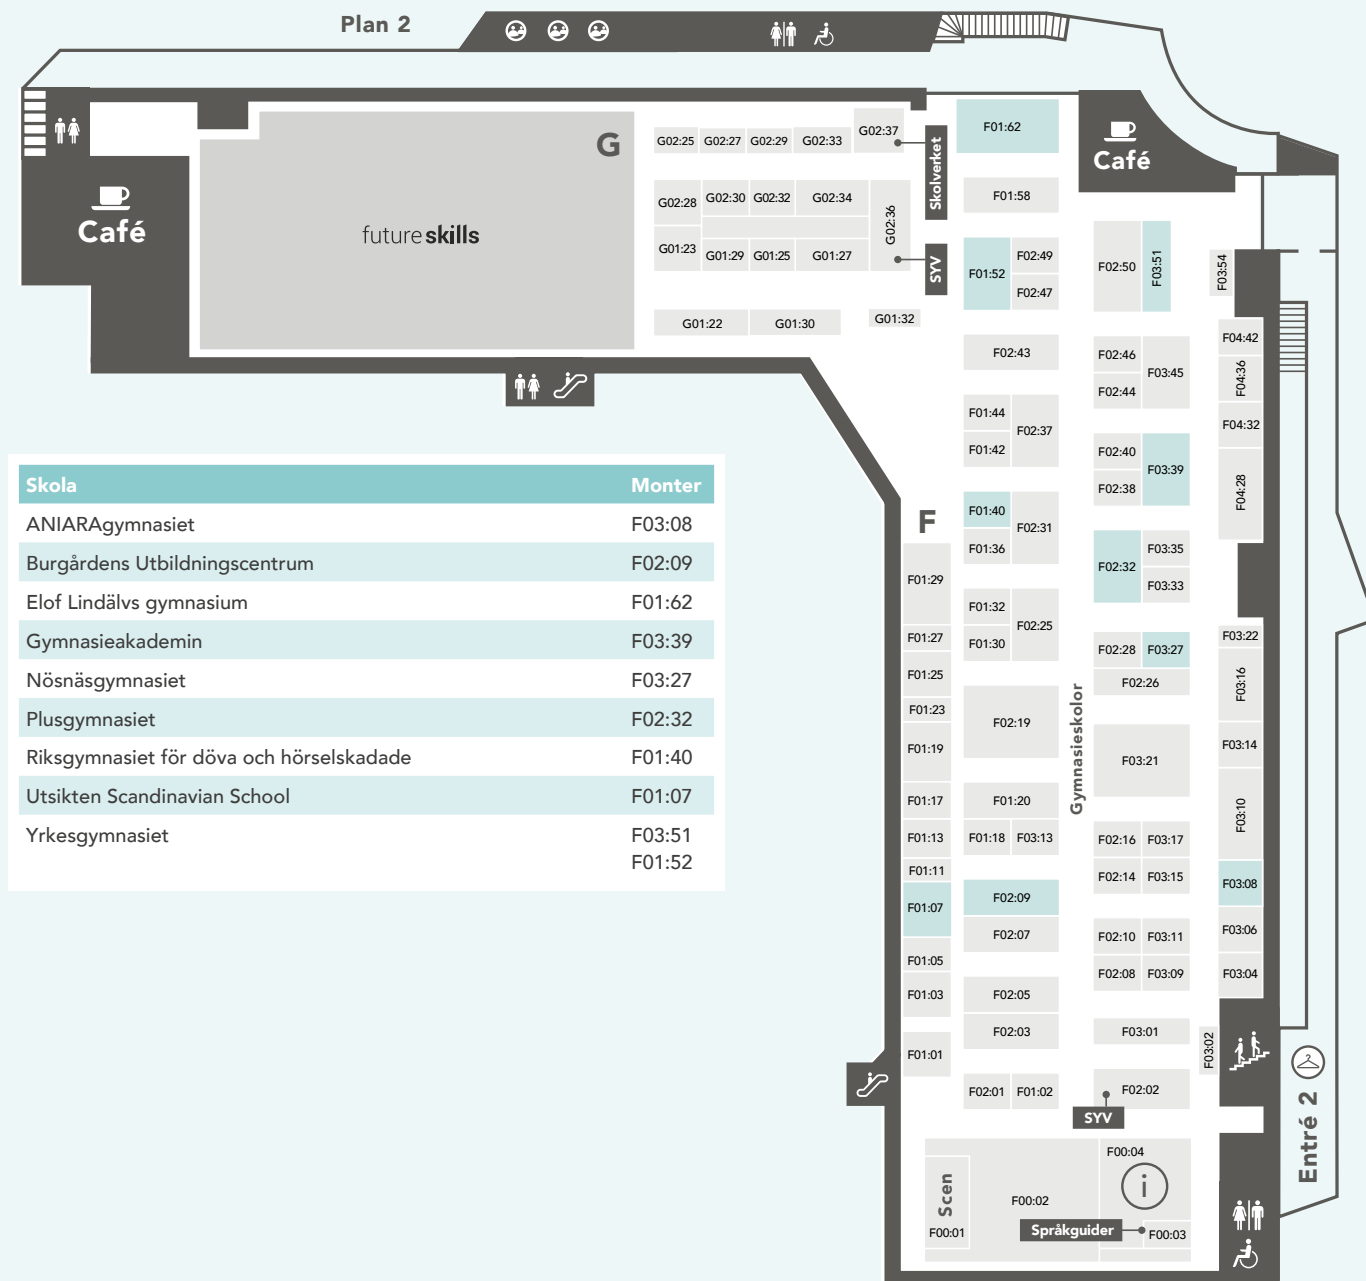 Plan 2
G
future skills
Café
Café
Skolverket
SYV
G02:25
G02:27
G02:29
G02:33
G02:37
G02:28
G02:30
G02:32
G02:34
G02:36
G01:23
G01:29
G01:25
G01:27
G01:22
G01:30
G01:32
F01:62
F01:58
F01:52
F02:49
F02:47
F02:50
F03:51
F03:54
F02:43
F02:46
F02:44
F03:45
F04:42
F04:36
F04:32
F04:28
F01:44
F01:42
F02:37
F02:40
F02:38
F03:39
F01:40
F01:36
F02:31
F02:32
F03:35
F03:33
Skola Monter
ANIARAgymnasiet F03:08
Burgårdens Utbildningscentrum F02:09
Elof Lindälvs gymnasium F01:62
Gymnasieakademin F03:39
Nösnäsgymnasiet F03:27
Plusgymnasiet F02:32
Riksgymnasiet för döva och hörselskadade F01:40
Utsikten Scandinavian School F01:07
Yrkesgymnasiet F03:51
F01:52
F
F01:29
F01:27
F01:25
F01:23
F01:19
F01:17
F01:13
F01:11
F01:07
F01:05
F01:03
F01:01
F01:32
F01:30
F02:25
F02:19
F01:20
F01:18
F03:13
F02:09
F02:07
F02:05
F02:03
F02:01
F01:02
Gymnasieskolor
F02:28
F03:27
F02:26
F03:21
F02:16
F03:17
F02:14
F03:15
F02:10
F03:11
F02:08
F03:09
F03:01
F02:02
SYV
F03:22
F03:16
F03:14
F03:10
F03:08
F03:06
F03:04
F03:02
Entré 2
Scen
F00:01
F00:02
F00:04
i
Språkguider
F00:03